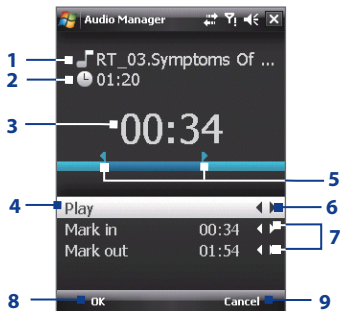 Audio Manager
1 RT_03.Symptoms Of ...
2 01:20
3 00:34
5
4 Play 6
Mark in 00:34 7
Mark out 01:54
8 OK Cancel 9